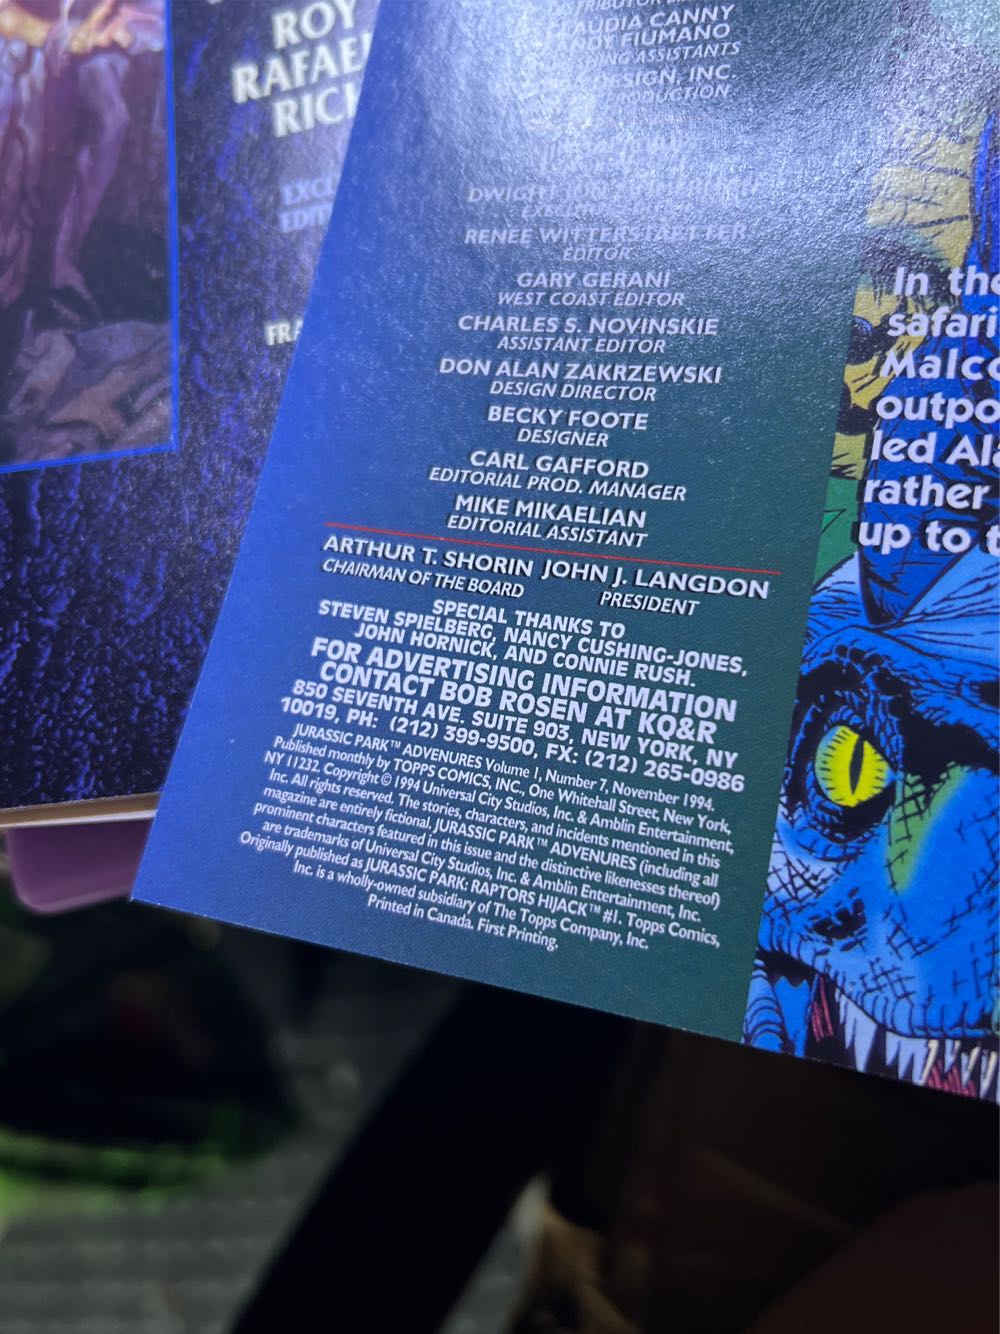 ROY
RAFAE
RICH
CLAUDIA CANNY
FIUMANO
ASSISTANTS
DESIGN, INC.
PRODUCTION
RENEE WITTERSTAETTER
EDITOR
GARY GERANI
WEST COAST EDITOR
CHARLES S. NOVINSKIE
ASSISTANT EDITOR
DON ALAN ZAKRZEWSKI
DESIGN DIRECTOR
BECKY FOOTE
DESIGNER
CARL GAFFORD
EDITORIAL PROD. MANAGER
MIKE MIKAELIAN
EDITORIAL ASSISTANT
ARTHUR T. SHORIN JOHN J. LANGDON
CHAIRMAN OF THE BOARD PRESIDENT
SPECIAL THANKS TO
STEVEN SPIELBERG, NANCY CUSHING-JONES,
JOHN HORNICK, AND CONNIE RUSH.
FOR ADVERTISING INFORMATION
CONTACT BOB ROSEN AT KQ&R
850 SEVENTH AVE. SUITE 903, NEW YORK, NY
10019, PH: (212) 399-9500, FX: (212) 265-0986
JURASSIC PARK™ ADVENURES Volume 1, Number 7, November 1994.
Published monthly by TOPPS COMICS, INC., One Whitehall Street, New York,
NY 11232. Copyright © 1994 Universal City Studios, Inc. & Amblin Entertainment,
Inc. All rights reserved. The stories, characters, and incidents mentioned in this
magazine are entirely fictional. JURASSIC PARK™ ADVENURES (including all
prominent characters featured in this issue and the distinctive likenesses thereof)
are trademarks of Universal City Studios, Inc. & Amblin Entertainment, Inc.
Originally published as JURASSIC PARK: RAPTORS HIJACK™ #1. Topps Comics,
Inc. is a wholly-owned subsidiary of The Topps Company, Inc.
Printed in Canada. First Printing.
In the
safari
Malco
outpo
led Ala
rather
up to t